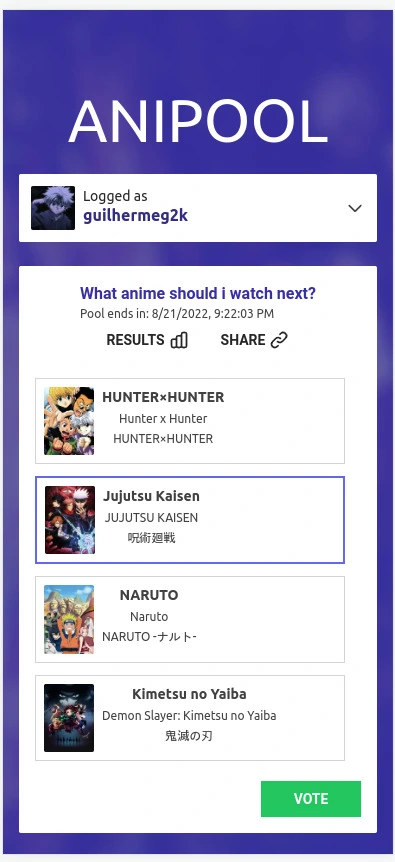 ANIPOOL
Logged as
guilhermeg2k
What anime should i watch next?
Pool ends in: 8/21/2022, 9:22:03 PM
RESULTS SHARE
HUNTER×HUNTER
Hunter x Hunter
HUNTER×HUNTER
Jujutsu Kaisen
JUJUTSU KAISEN
呪術廻戦
NARUTO
Naruto
NARUTO -ナルト-
Kimetsu no Yaiba
Demon Slayer: Kimetsu no Yaiba
鬼滅の刃
VOTE